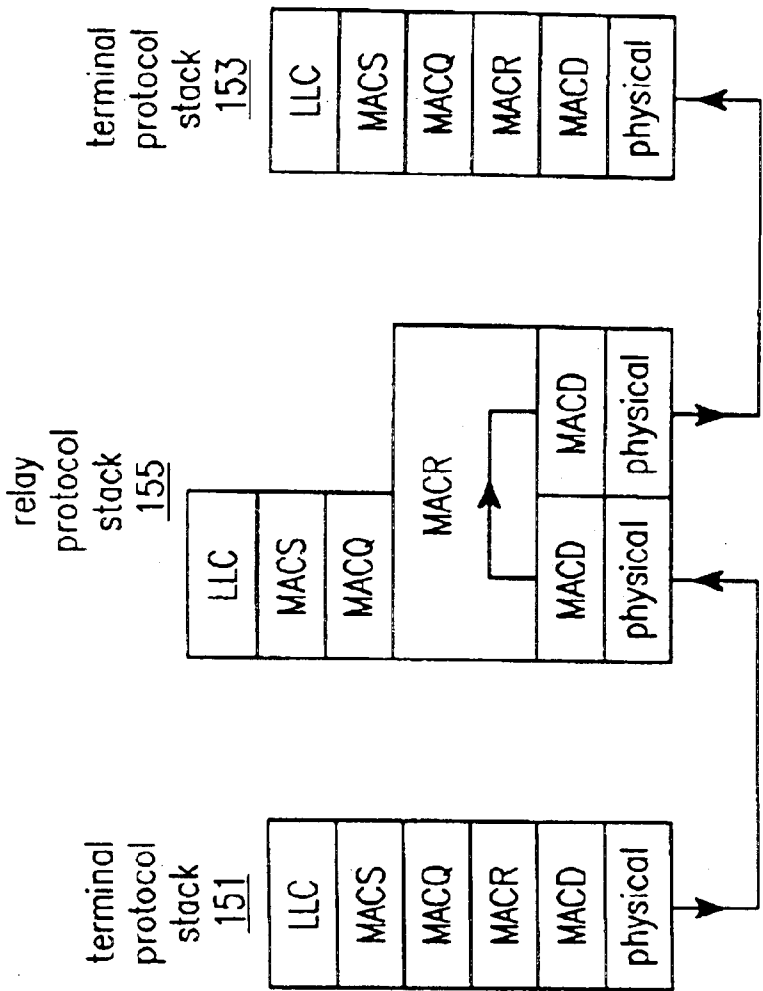 terminal
protocol
stack
151
LLC
MACS
MACQ
MACR
MACD
physical
relay
protocol
stack
155
LLC
MACS
MACQ
MACR
MACD
MACD
physical
physical
terminal
protocol
stack
153
LLC
MACS
MACQ
MACR
MACD
physical